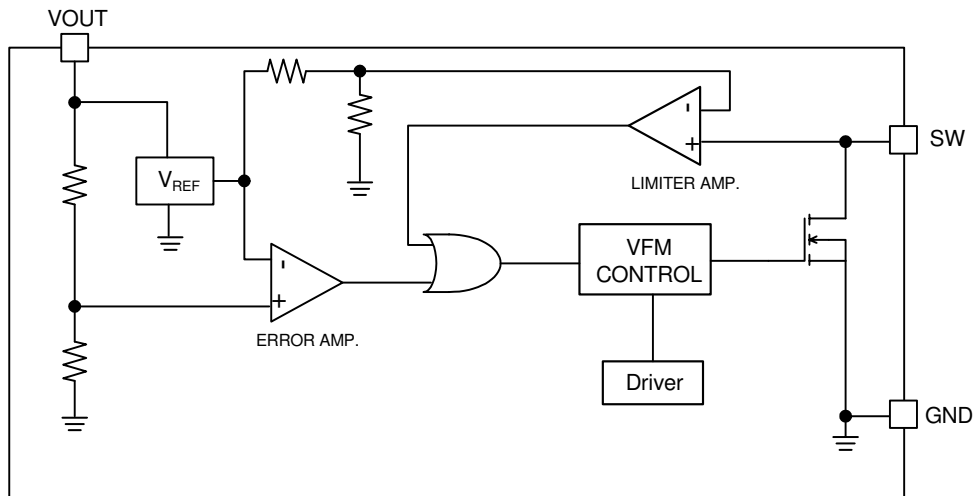 VOUT
-
+
SW
LIMITER AMP.
VREF
-
+
ERROR AMP.
VFM
CONTROL
Driver
GND